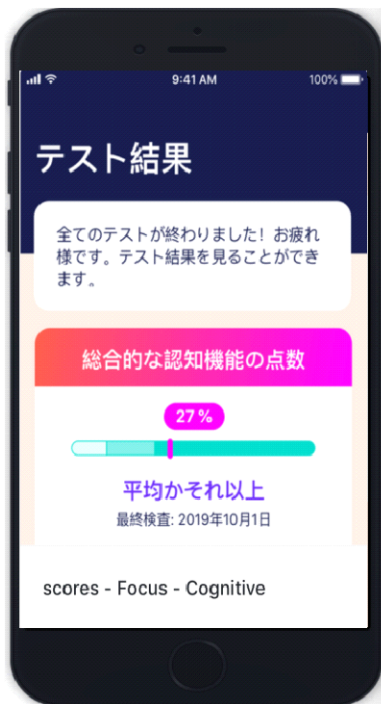 9:41 AM 100%
テスト結果
全てのテストが終わりました! お疲れ
様です。テスト結果を見ることができ
ます。
総合的な認知機能の点数
27 %
平均かそれ以上
最終検査: 2019年10月1日
scores - Focus - Cognitive